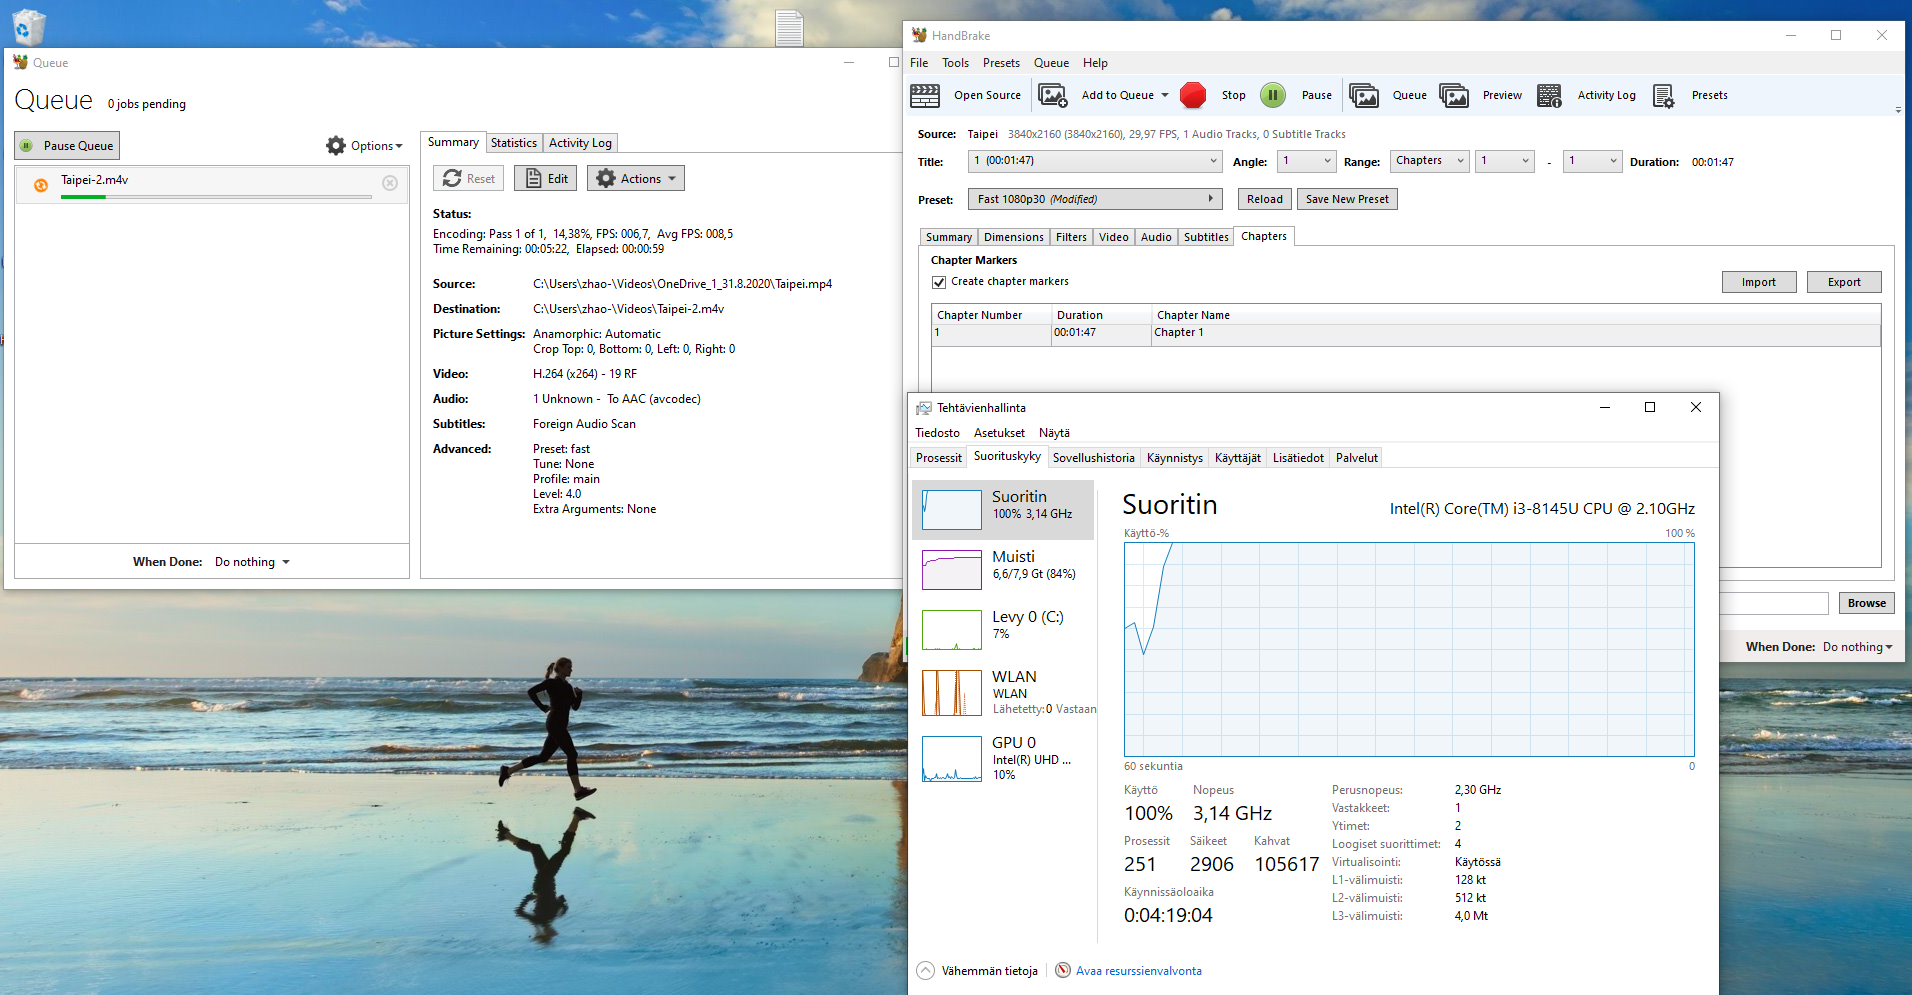 Queue
Queue 0 jobs pending
Pause Queue
Options
Taipei-2.m4v
When Done: Do nothing
Summary Statistics Activity Log
Reset Edit Actions
Status:
Encoding: Pass 1 of 1,  14,38%, FPS: 006,7,  Avg FPS: 008,5
Time Remaining: 00:05:22,  Elapsed: 00:00:59
Source: C:\Users\zhao-\Videos\OneDrive_1_31.8.2020\Taipei.mp4
Destination: C:\Users\zhao-\Videos\Taipei-2.m4v
Picture Settings: Anamorphic: Automatic
Crop Top: 0, Bottom: 0, Left: 0, Right: 0
Video: H.264 (x264) - 19 RF
Audio: 1 Unknown -  To AAC (avcodec)
Subtitles: Foreign Audio Scan
Advanced: Preset: fast
Tune: None
Profile: main
Level: 4.0
Extra Arguments: None
HandBrake
File Tools Presets Queue Help
Open Source Add to Queue Stop Pause Queue Preview Activity Log Presets
Source: Taipei 3840x2160 (3840x2160), 29,97 FPS, 1 Audio Tracks, 0 Subtitle Tracks
Title: 1 (00:01:47) Angle: 1 Range: Chapters 1 - 1 Duration: 00:01:47
Preset: Fast 1080p30 (Modified) Reload Save New Preset
Summary Dimensions Filters Video Audio Subtitles Chapters
Chapter Markers
Create chapter markers
Import Export
Chapter Number Duration Chapter Name
1 00:01:47 Chapter 1
Browse
When Done: Do nothing
Tehtävienhallinta
Tiedosto Asetukset Näytä
Prosessit Suorituskyky Sovellushistoria Käynnistys Käyttäjät Lisätiedot Palvelut
Suoritin
100% 3,14 GHz
Muisti
6,6/7,9 Gt (84%)
Levy 0 (C:)
7%
WLAN
WLAN
Lähetetty: 0 Vastaan
GPU 0
Intel(R) UHD ...
10%
Suoritin Intel(R) Core(TM) i3-8145U CPU @ 2.10GHz
Käyttö-% 100 %
60 sekuntia 0
Käyttö Nopeus
100% 3,14 GHz
Prosessit Säikeet Kahvat
251 2906 105617
Käynnissäoloaika
0:04:19:04
Perusnopeus: 2,30 GHz
Vastakkeet: 1
Ytimet: 2
Loogiset suorittimet: 4
Virtualisointi: Käytössä
L1-välimuisti: 128 kt
L2-välimuisti: 512 kt
L3-välimuisti: 4,0 Mt
Vähemmän tietoja Avaa resurssienvalvonta